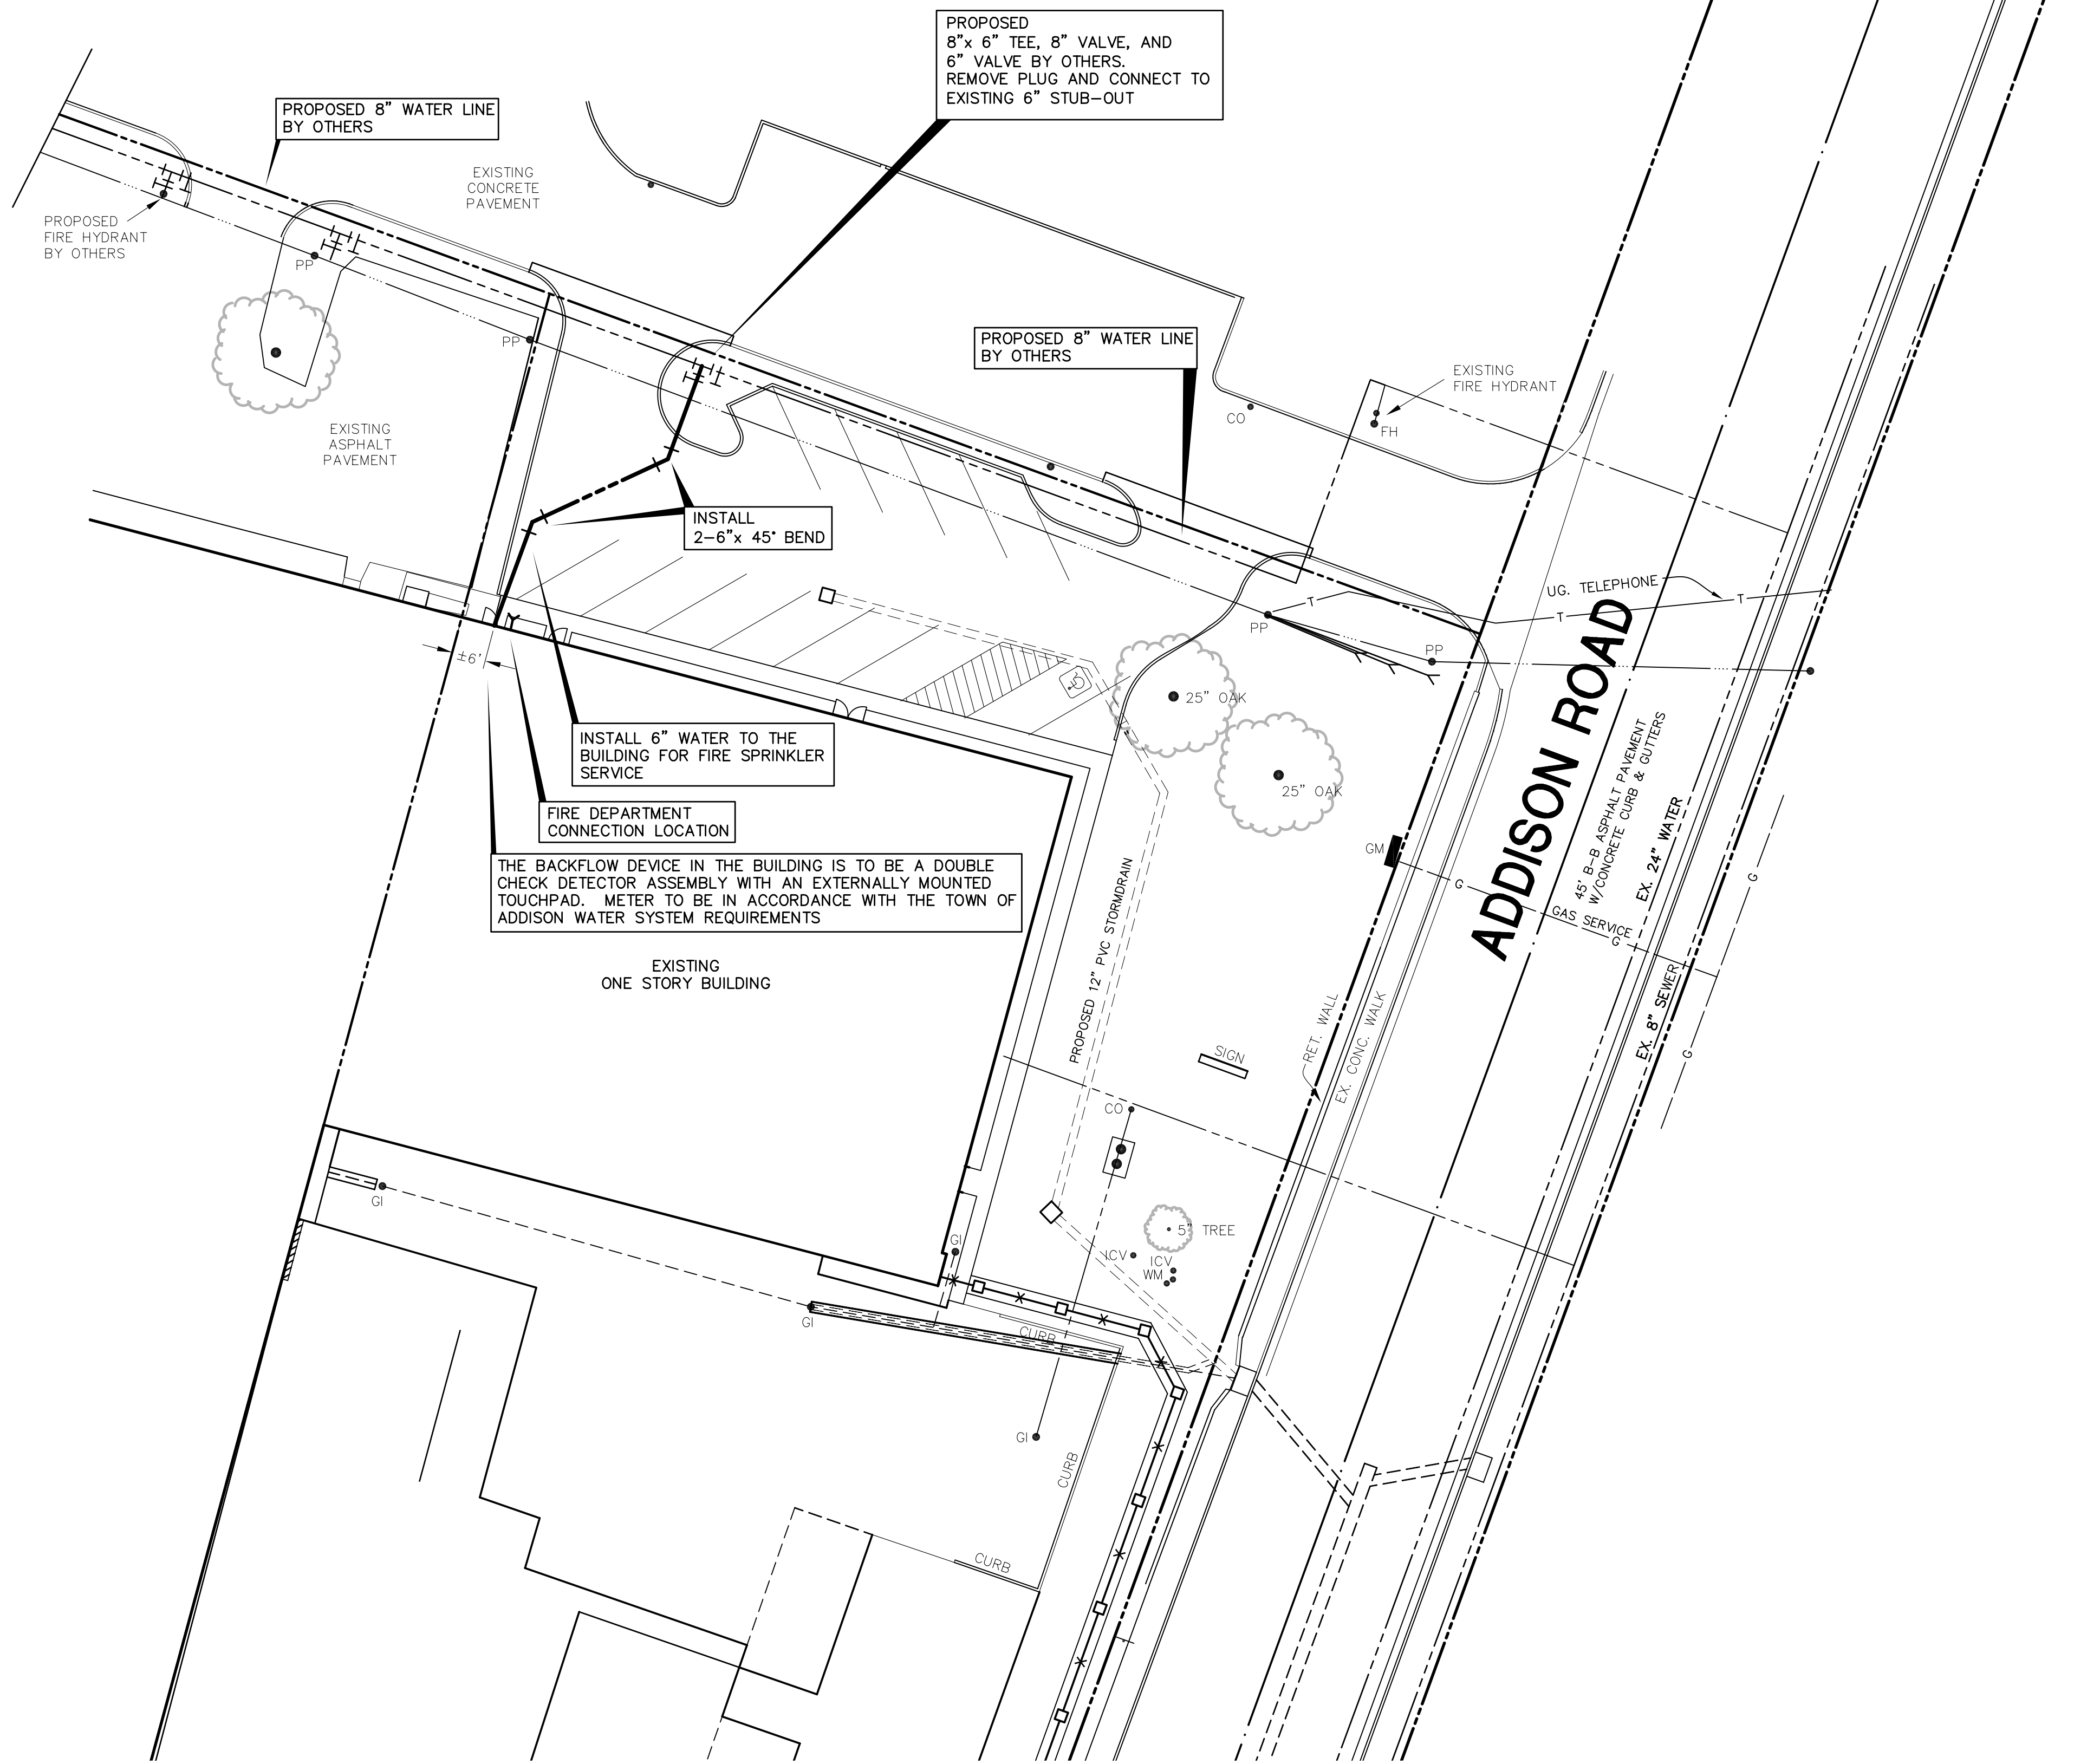 PROPOSED
8"x 6" TEE, 8" VALVE, AND
6" VALVE BY OTHERS.
REMOVE PLUG AND CONNECT TO
EXISTING 6" STUB-OUT
PROPOSED 8" WATER LINE
BY OTHERS
EXISTING
CONCRETE
PAVEMENT
PROPOSED
FIRE HYDRANT
BY OTHERS
PP
PP
PROPOSED 8" WATER LINE
BY OTHERS
EXISTING
FIRE HYDRANT
CO
FH
EXISTING
ASPHALT
PAVEMENT
INSTALL
2-6"x 45° BEND
UG. TELEPHONE
T
T
T
PP
PP
±6'
25" OAK
25" OAK
INSTALL 6" WATER TO THE
BUILDING FOR FIRE SPRINKLER
SERVICE
FIRE DEPARTMENT
CONNECTION LOCATION
THE BACKFLOW DEVICE IN THE BUILDING IS TO BE A DOUBLE
CHECK DETECTOR ASSEMBLY WITH AN EXTERNALLY MOUNTED
TOUCHPAD. METER TO BE IN ACCORDANCE WITH THE TOWN OF
ADDISON WATER SYSTEM REQUIREMENTS
EXISTING
ONE STORY BUILDING
ADDISON ROAD
45' B-B ASPHALT PAVEMENT
W/CONCRETE CURB & GUTTERS
EX. 24" WATER
GM
G
GAS SERVICE
G
G
EX. 8" SEWER
G
PROPOSED 12" PVC STORMDRAIN
RET. WALL
EX. CONC. WALK
SIGN
CO
5" TREE
ICV
ICV
WM
GI
GI
GI
CURB
GI
CURB
CURB